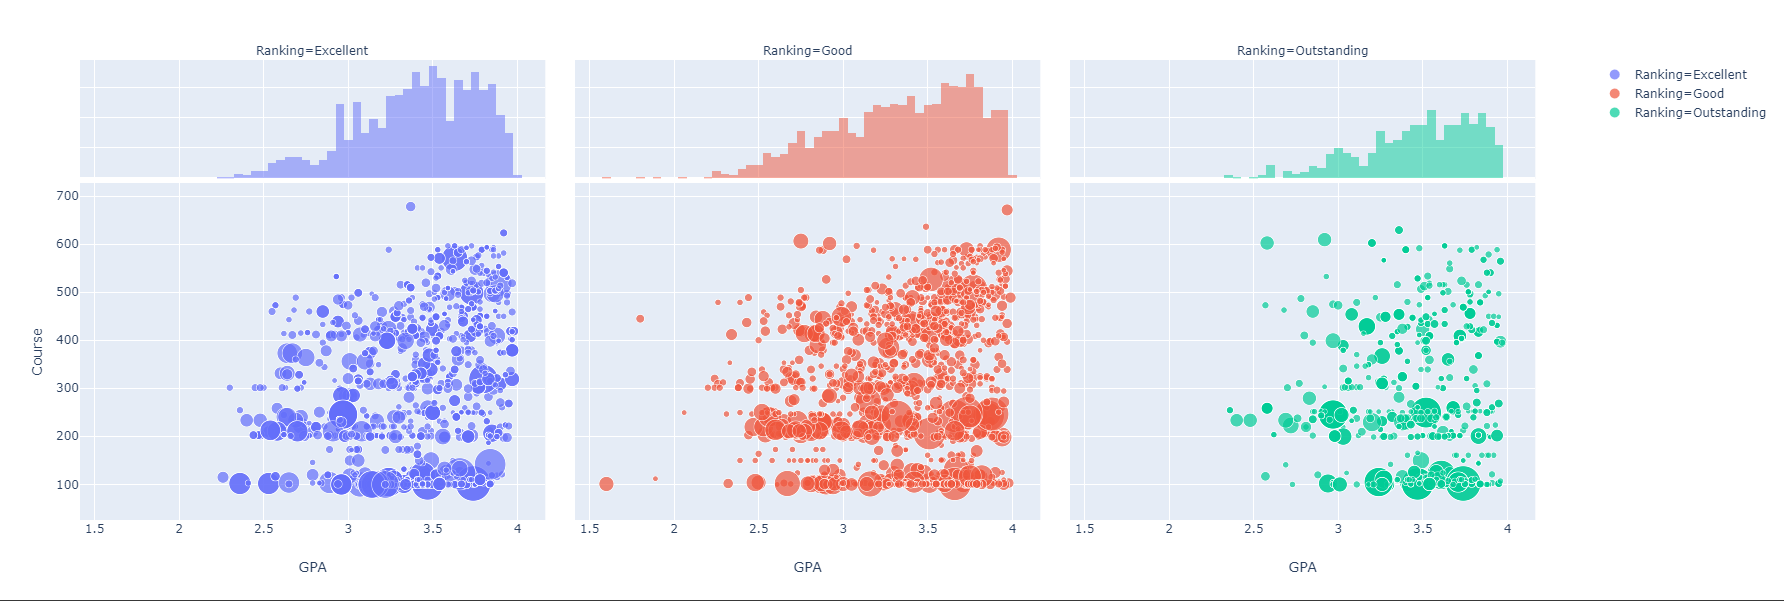 Ranking=Excellent
Ranking=Good
Ranking=Outstanding
Ranking=Excellent
Ranking=Good
Ranking=Outstanding
700
600
500
400
300
200
100
Course
1.5 2 2.5 3 3.5 4
1.5 2 2.5 3 3.5 4
1.5 2 2.5 3 3.5 4
GPA
GPA
GPA